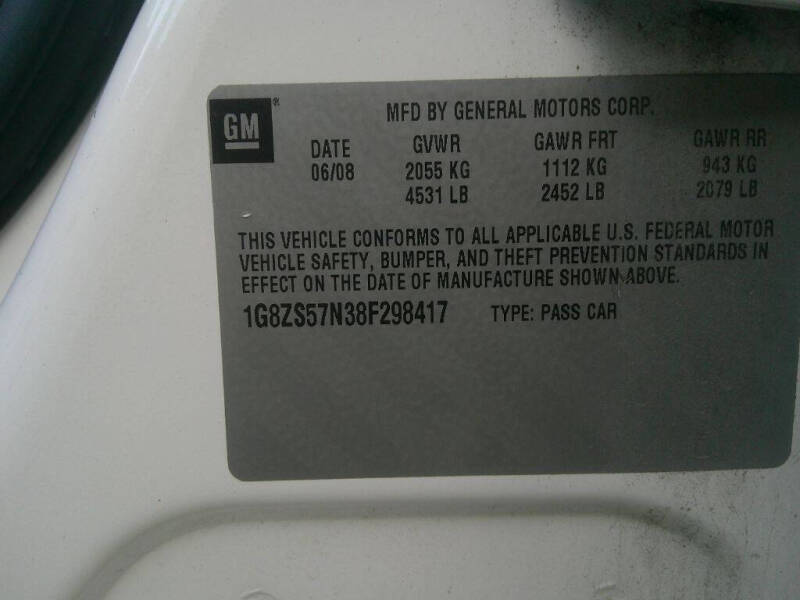 GM®
MFD BY GENERAL MOTORS CORP.
DATE GVWR GAWR FRT GAWR RR
06/08 2055 KG 1112 KG 943 KG
4531 LB 2452 LB 2079 LB
THIS VEHICLE CONFORMS TO ALL APPLICABLE U.S. FEDERAL MOTOR
VEHICLE SAFETY, BUMPER, AND THEFT PREVENTION STANDARDS IN
EFFECT ON THE DATE OF MANUFACTURE SHOWN ABOVE.
1G8ZS57N38F298417 TYPE: PASS CAR